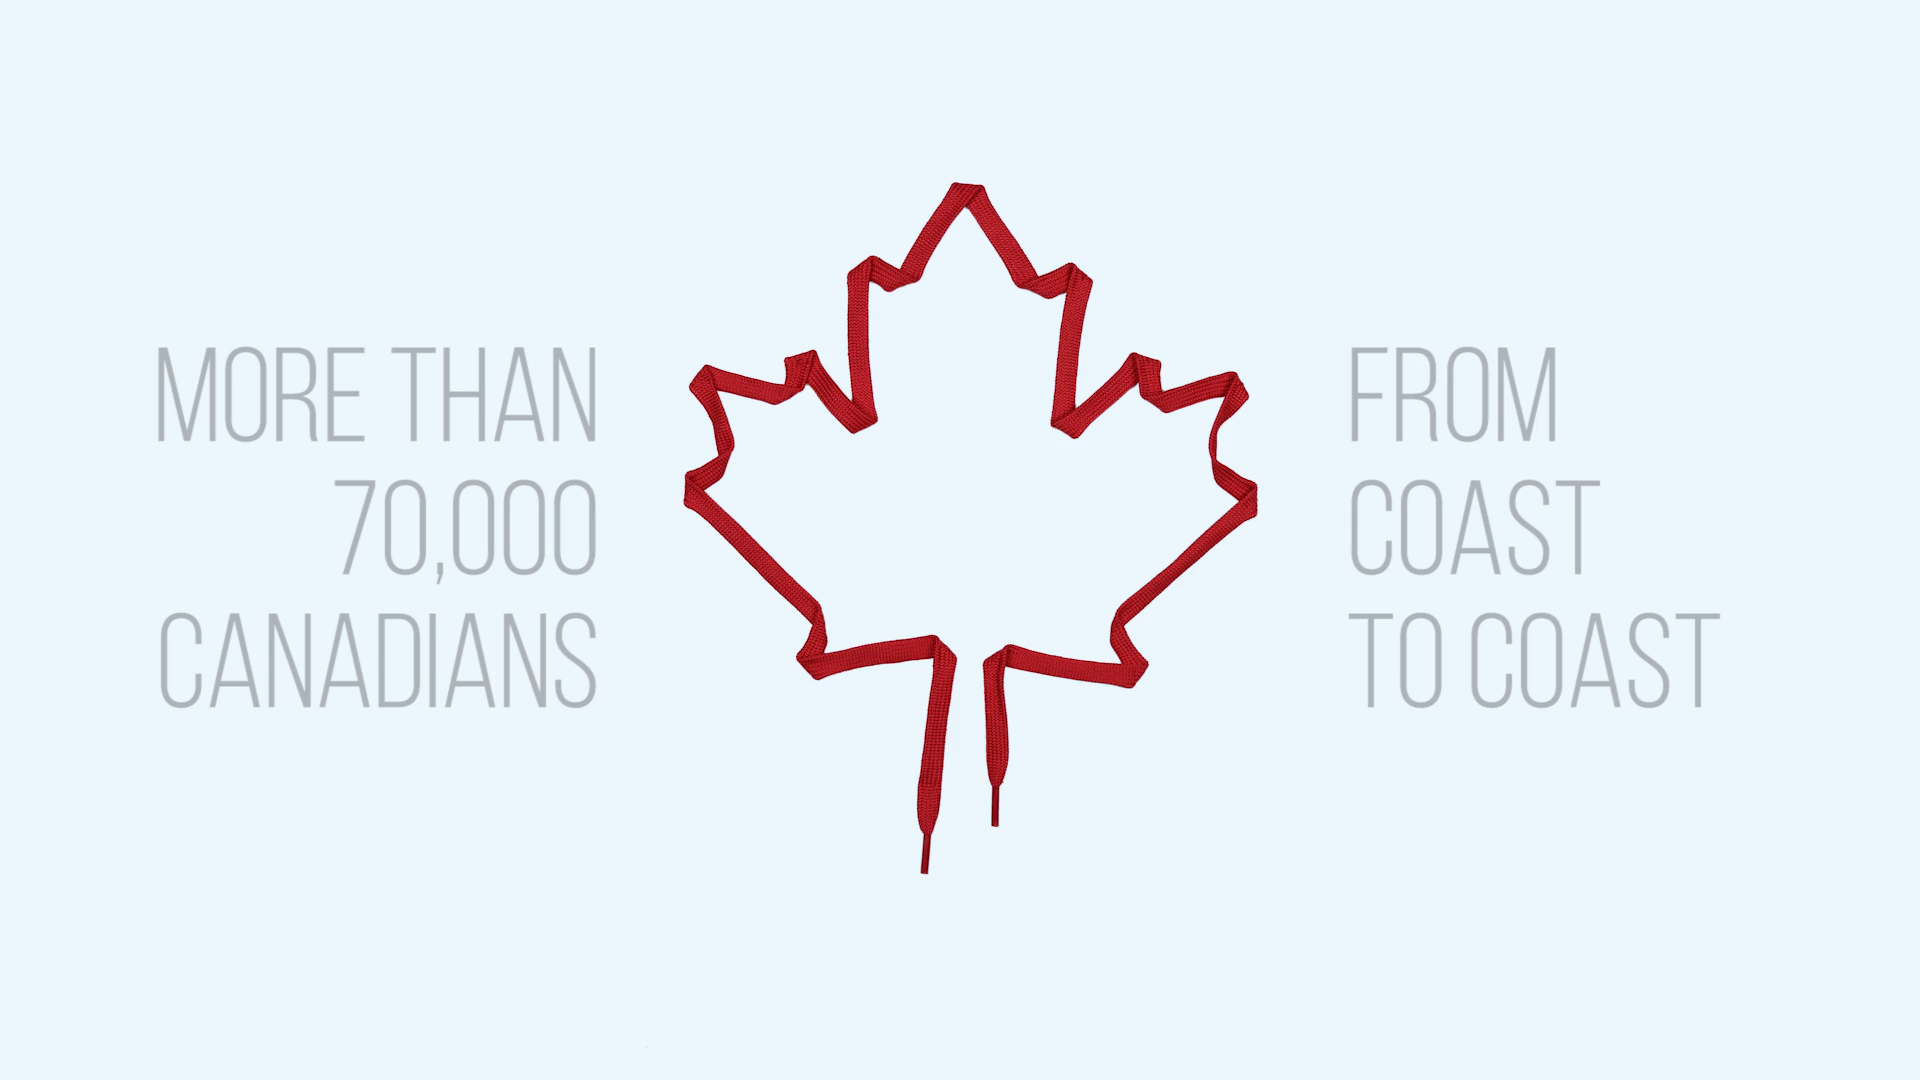 MORE THAN
70,000
CANADIANS
FROM
COAST
TO COAST